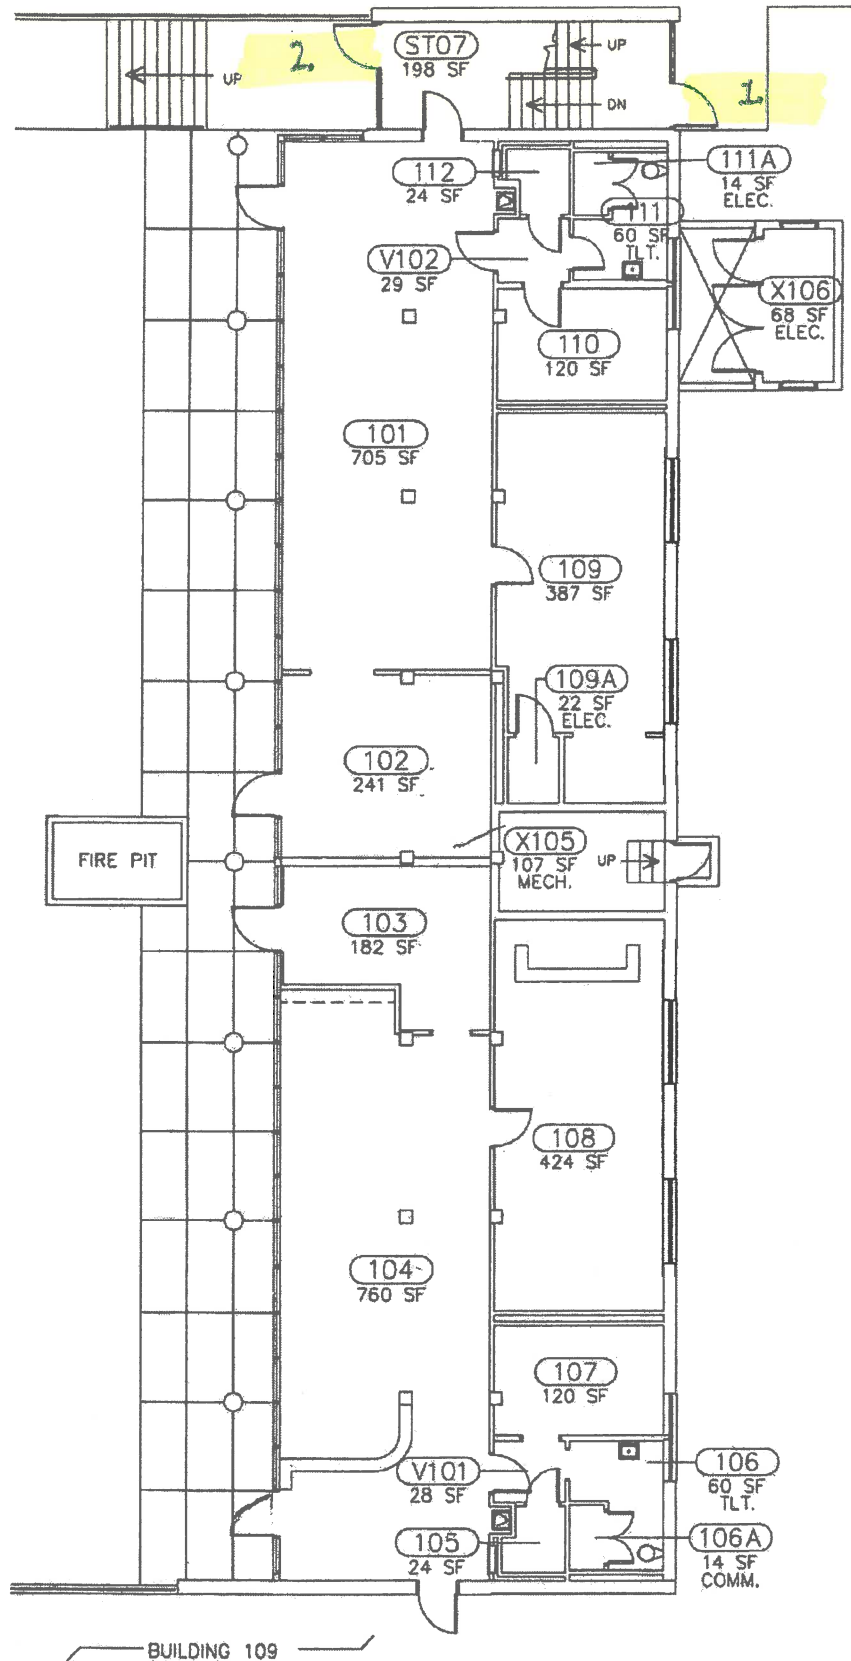 2.
ST07
198 SF
UP
UP
DN
1
112
24 SF
111A
14 SF
ELEC.
111
60 SF
TLT.
V102
29 SF
X106
68 SF
ELEC.
110
120 SF
101
705 SF
109
387 SF
109A
22 SF
ELEC.
102
241 SF
X105
107 SF
MECH.
UP
FIRE PIT
103
182 SF
108
424 SF
104
760 SF
107
120 SF
V101
28 SF
106
60 SF
TLT.
105
24 SF
106A
14 SF
COMM.
BUILDING 109